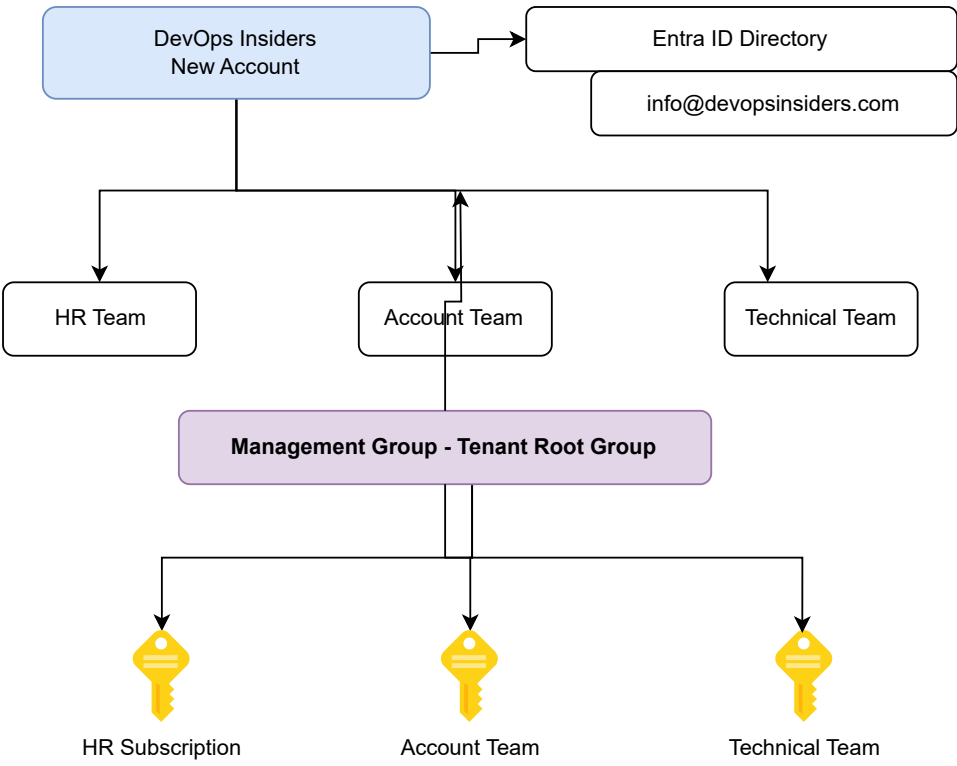 DevOps Insiders
New Account
Entra ID Directory
info@devopsinsiders.com
HR Team
Account Team
Technical Team
Management Group - Tenant Root Group
HR Subscription
Account Team
Technical Team